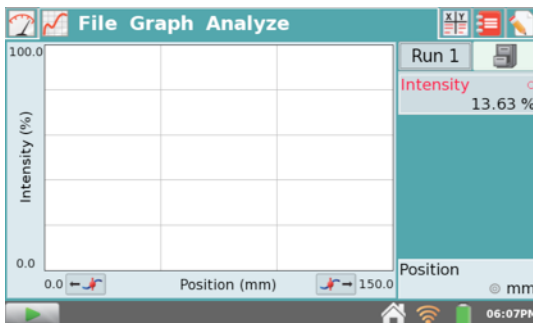 File Graph Analyze
X Y
100.0
Run 1
Intensity
13.63 %
Intensity (%)
0.0
0.0
Position (mm)
150.0
Position
mm
06:07PM